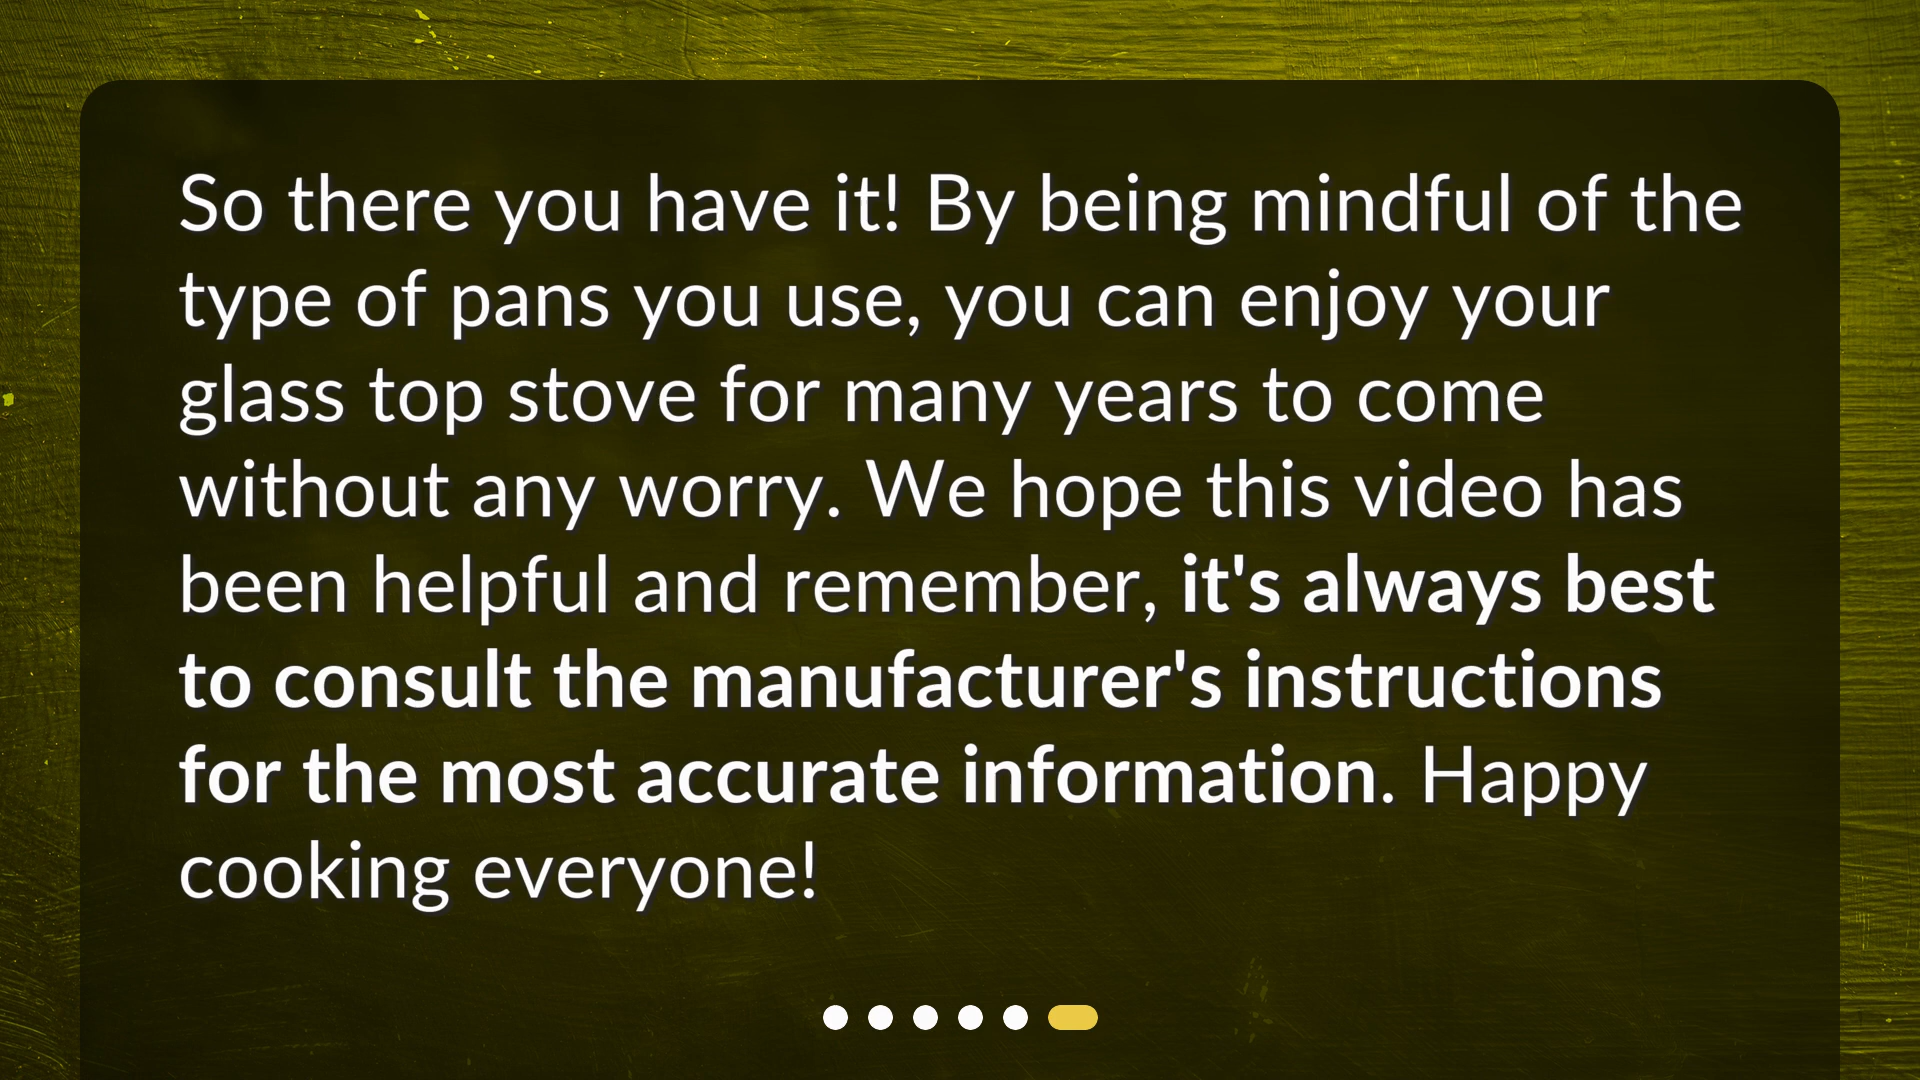 So there you have it! By being mindful of the
type of pans you use, you can enjoy your
glass top stove for many years to come
without any worry. We hope this video has
been helpful and remember, it's always best
to consult the manufacturer's instructions
for the most accurate information. Happy
cooking everyone!